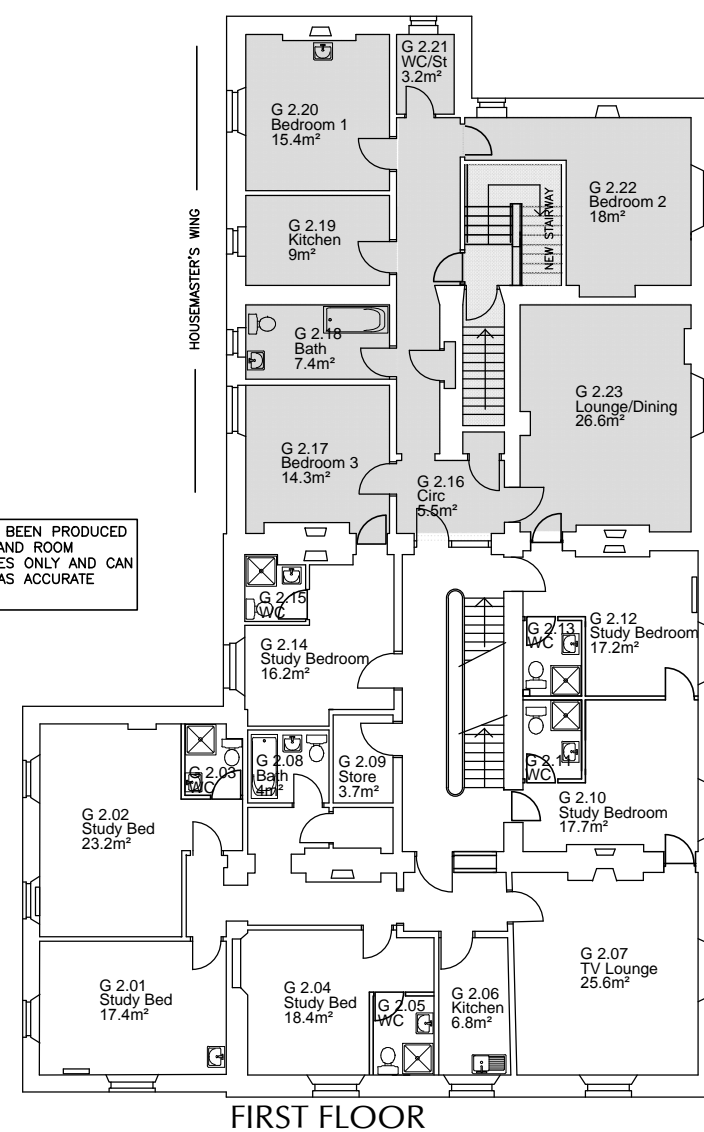 G 2.21
WC/St
3.2m²
G 2.20
Bedroom 1
15.4m²
G 2.22
Bedroom 2
18m²
NEW STAIRWAY
G 2.19
Kitchen
9m²
HOUSEMASTER'S WING
G 2.18
Bath
7.4m²
G 2.23
Lounge/Dining
26.6m²
G 2.17
Bedroom 3
14.3m²
G 2.16
Circ
5.5m²
BEEN PRODUCED
AND ROOM
ES ONLY AND CAN
AS ACCURATE
G 2.15
WC
G 2.14
Study Bedroom
16.2m²
G 2.13
WC
G 2.12
Study Bedroom
17.2m²
G 2.03
WC
G 2.08
Bath
4m²
G 2.09
Store
3.7m²
G 2.11
WC
G 2.10
Study Bedroom
17.7m²
G 2.02
Study Bed
23.2m²
G 2.01
Study Bed
17.4m²
G 2.04
Study Bed
18.4m²
G 2.05
WC
G 2.06
Kitchen
6.8m²
G 2.07
TV Lounge
25.6m²
FIRST FLOOR